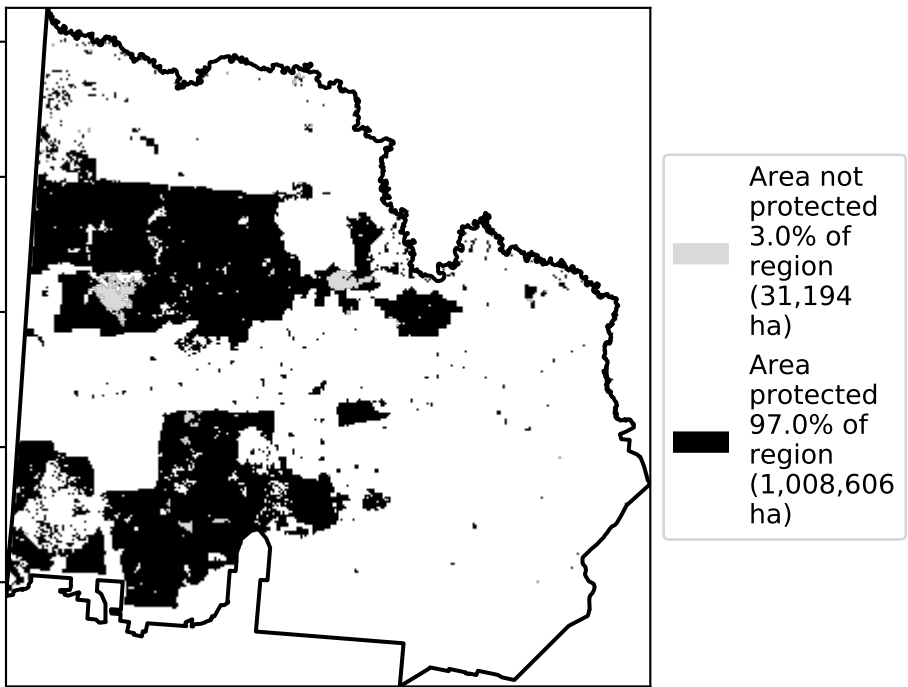 Area not
protected
3.0% of
region
(31,194
ha)
Area
protected
97.0% of
region
(1,008,606
ha)